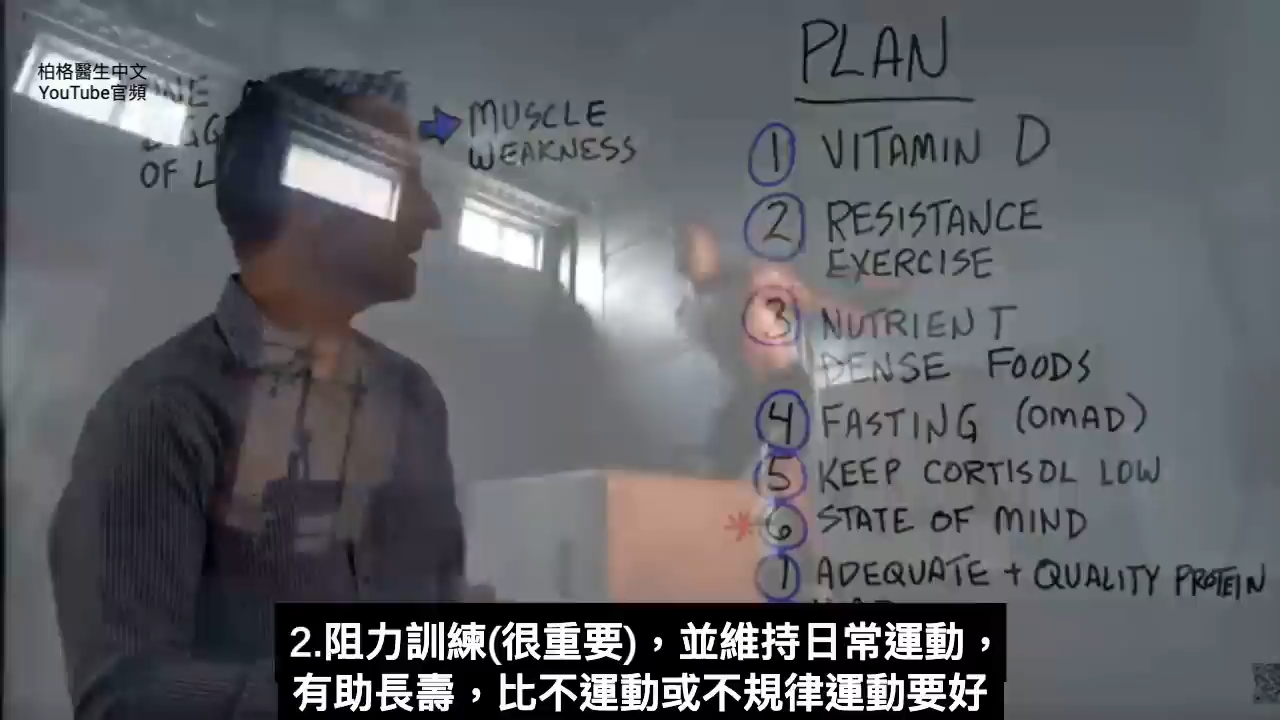 柏格醫生中文
YouTube官頻
OF L
MUSCLE
WEAKNESS
PLAN
1 VITAMIN D
2 RESISTANCE
EXERCISE
3 NUTRIENT
DENSE FOODS
4 FASTING (OMAD)
5 KEEP CORTISOL LOW
*6 STATE OF MIND
7 ADEQUATE + QUALITY PROTEIN
2.阻力訓練(很重要)，並維持日常運動，
有助長壽，比不運動或不規律運動要好